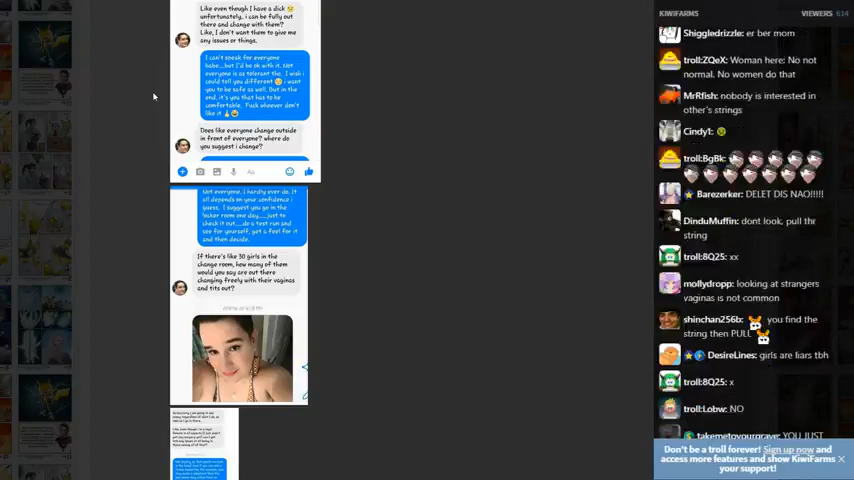 Like even though I have a dick 😢
unfortunately.. i can be fully out
there and change with them?
Like, I don't want them to give me
any issues or things.
I can't speak for everyone
babe....but I'd be ok with it. Not
everyone is as tolerant tho. I wish i
could tell you different 😔 i want
you to be safe as well. But in the
end, it's you that has to be
comfortable. Fuck whoever don't
like it
Does like everyone change outside
in front of everyone? where do
you suggest i change?
Aa
Not everyone. I hardly ever do. It
all depends on your confidence i
guess. I suggest you go in the
locker room one day.....just to
check it out.....do a test run and
see for yourself, get a feel for it
and then decide.
If there's like 30 girls in the
change room, how many of them
would you say are out there
changing freely with their vaginas
and tits out?
KIWIFARMS
VIEWERS 614
Shiggledrizzle: er ber mom
troll:ZQeX: Woman here: No not
normal. No women do that
MrRfish: nobody is interested in
other's strings
Cindy1: 🤢
troll:BgBk:
Barezerker: DELET DIS NAO!!!!!
DinduMuffin: dont look, pull thr
string
troll:8Q25: xx
mollydropp: looking at strangers
vaginas is not common
shinchan256b: you find the
string then PULL
DesireLines: girls are liars tbh
troll:8Q25: x
troll:Lobw: NO
takemetoyourgrave: YOU JUST
Don't be a troll forever! Sign up now and
access more features and show KiwiFarms
your support!